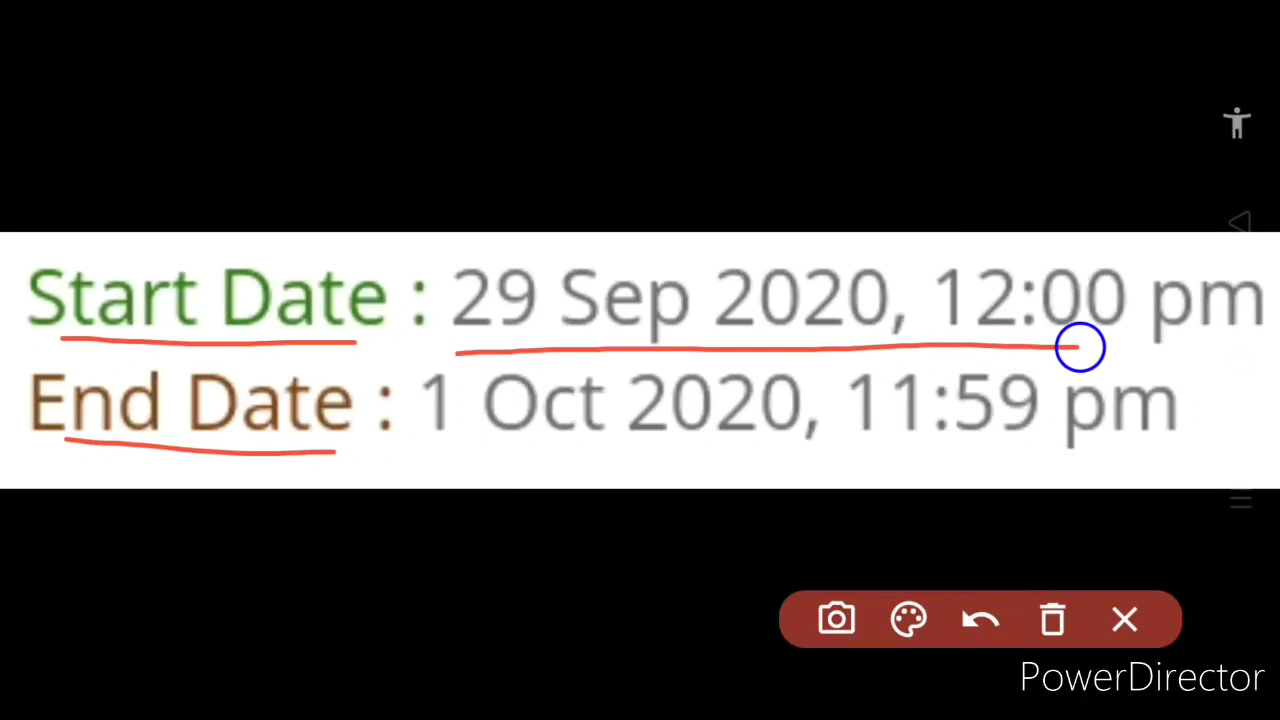 Start Date : 29 Sep 2020, 12:00 pm
End Date : 1 Oct 2020, 11:59 pm
PowerDirector